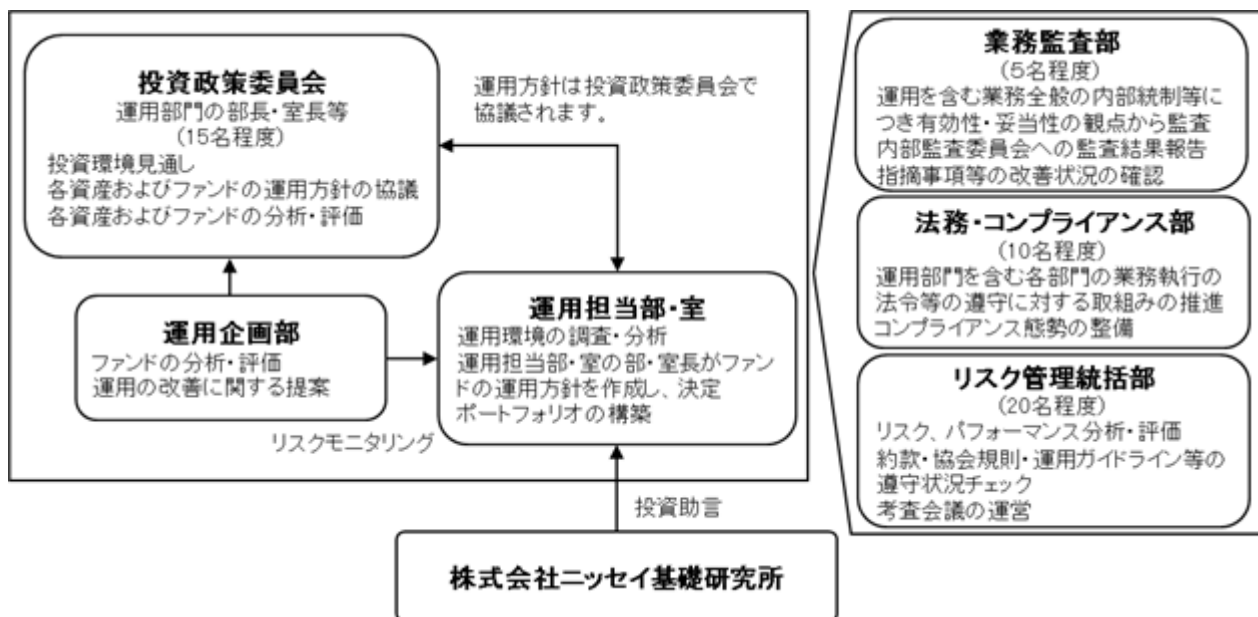 投資政策委員会
運用部門の部長・室長等
(15名程度)
投資環境見通し
各資産およびファンドの運用方針の協議
各資産およびファンドの分析・評価
運用方針は投資政策委員会で
協議されます。
運用企画部
ファンドの分析・評価
運用の改善に関する提案
リスクモニタリング
運用担当部・室
運用環境の調査・分析
運用担当部・室の部・室長がファン
ドの運用方針を作成し、決定
ポートフォリオの構築
投資助言
株式会社ニッセイ基礎研究所
業務監査部
(5名程度)
運用を含む業務全般の内部統制等に
つき有効性・妥当性の観点から監査
内部監査委員会への監査結果報告
指摘事項等の改善状況の確認
法務・コンプライアンス部
(10名程度)
運用部門を含む各部門の業務執行の
法令等の遵守に対する取組みの推進
コンプライアンス態勢の整備
リスク管理統括部
(20名程度)
リスク、パフォーマンス分析・評価
約款・協会規則・運用ガイドライン等の
遵守状況チェック
考査会議の運営